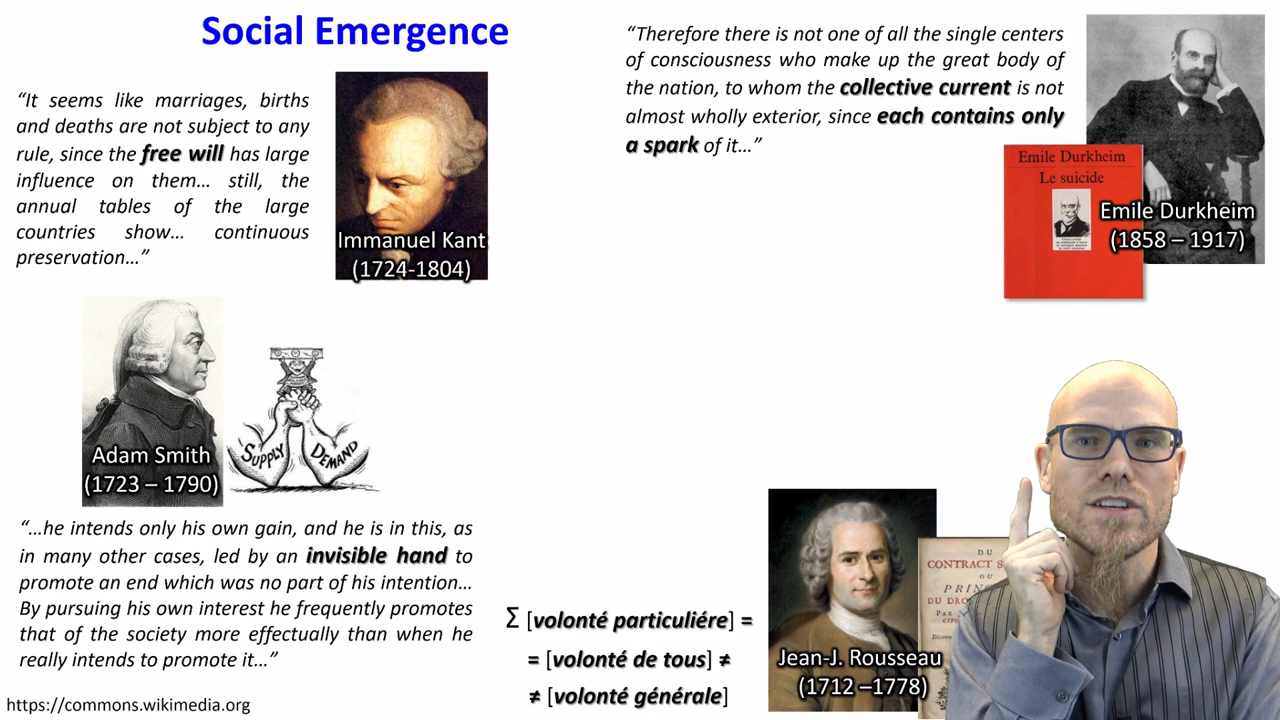 Social Emergence
“It seems like marriages, births
and deaths are not subject to any
rule, since the free will has large
influence on them… still, the
annual tables of the large
countries show… continuous
preservation…”
Immanuel Kant
(1724-1804)
“Therefore there is not one of all the single centers
of consciousness who make up the great body of
the nation, to whom the collective current is not
almost wholly exterior, since each contains only
a spark of it…”
Emile Durkheim
Le suicide
Emile Durkheim
(1858 – 1917)
Adam Smith
(1723 – 1790)
SUPPLY
DEMAND
“…he intends only his own gain, and he is in this, as
in many other cases, led by an invisible hand to
promote an end which was no part of his intention…
By pursuing his own interest he frequently promotes
that of the society more effectually than when he
really intends to promote it…”
Σ [volonté particuliére] =
= [volonté de tous] ≠
≠ [volonté générale]
Jean-J. Rousseau
(1712 –1778)
DU
CONTRACT
OU
https://commons.wikimedia.org